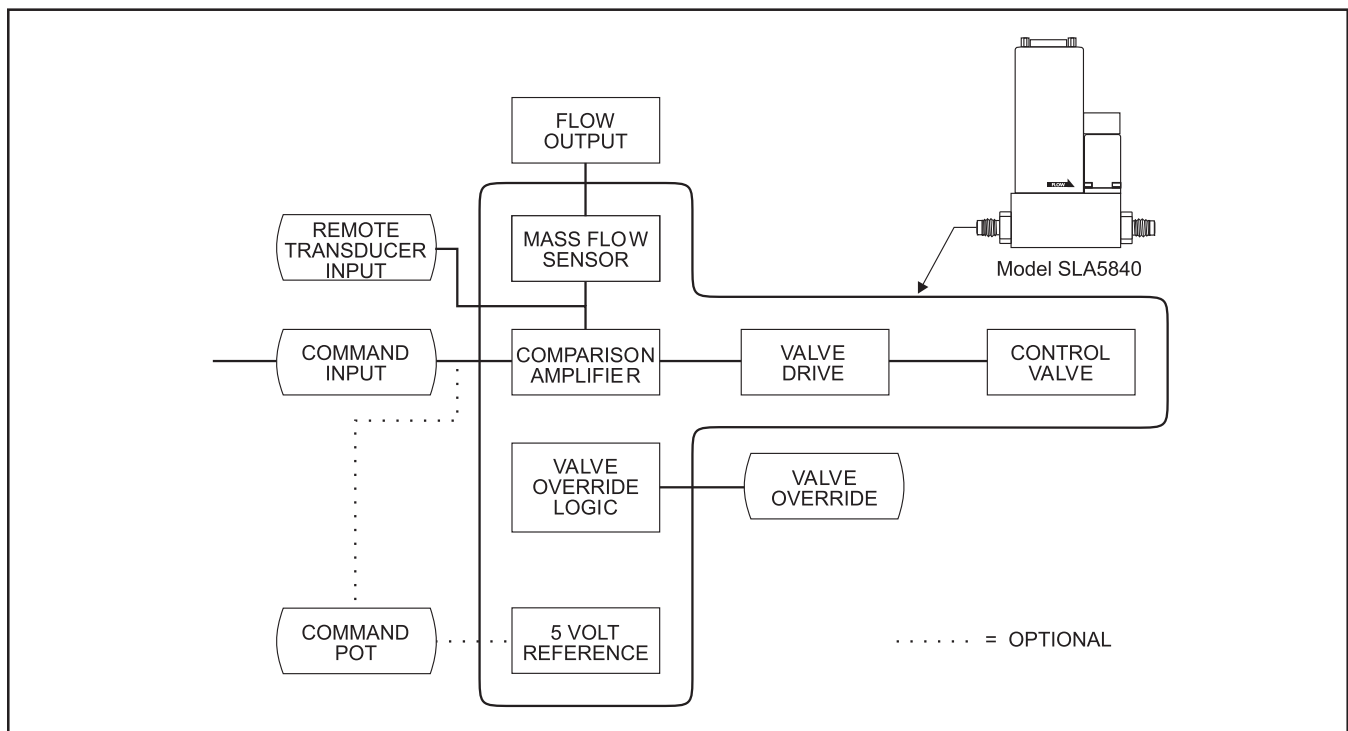 FLOW
OUTPUT
REMOTE
TRANSDUCER
INPUT
MASS FLOW
SENSOR
FLOW
Model SLA5840
COMMAND
INPUT
COMPARISON
AMPLIFIER
VALVE
DRIVE
CONTROL
VALVE
VALVE
OVERRIDE
LOGIC
VALVE
OVERRIDE
COMMAND
POT
5 VOLT
REFERENCE
. . . . . . = OPTIONAL